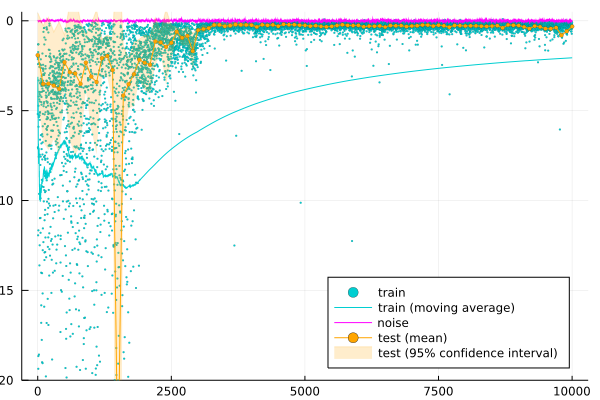 0
−5
10
15
20
0
2500
5000
7500
10000
train
train (moving average)
noise
test (mean)
test (95% confidence interval)